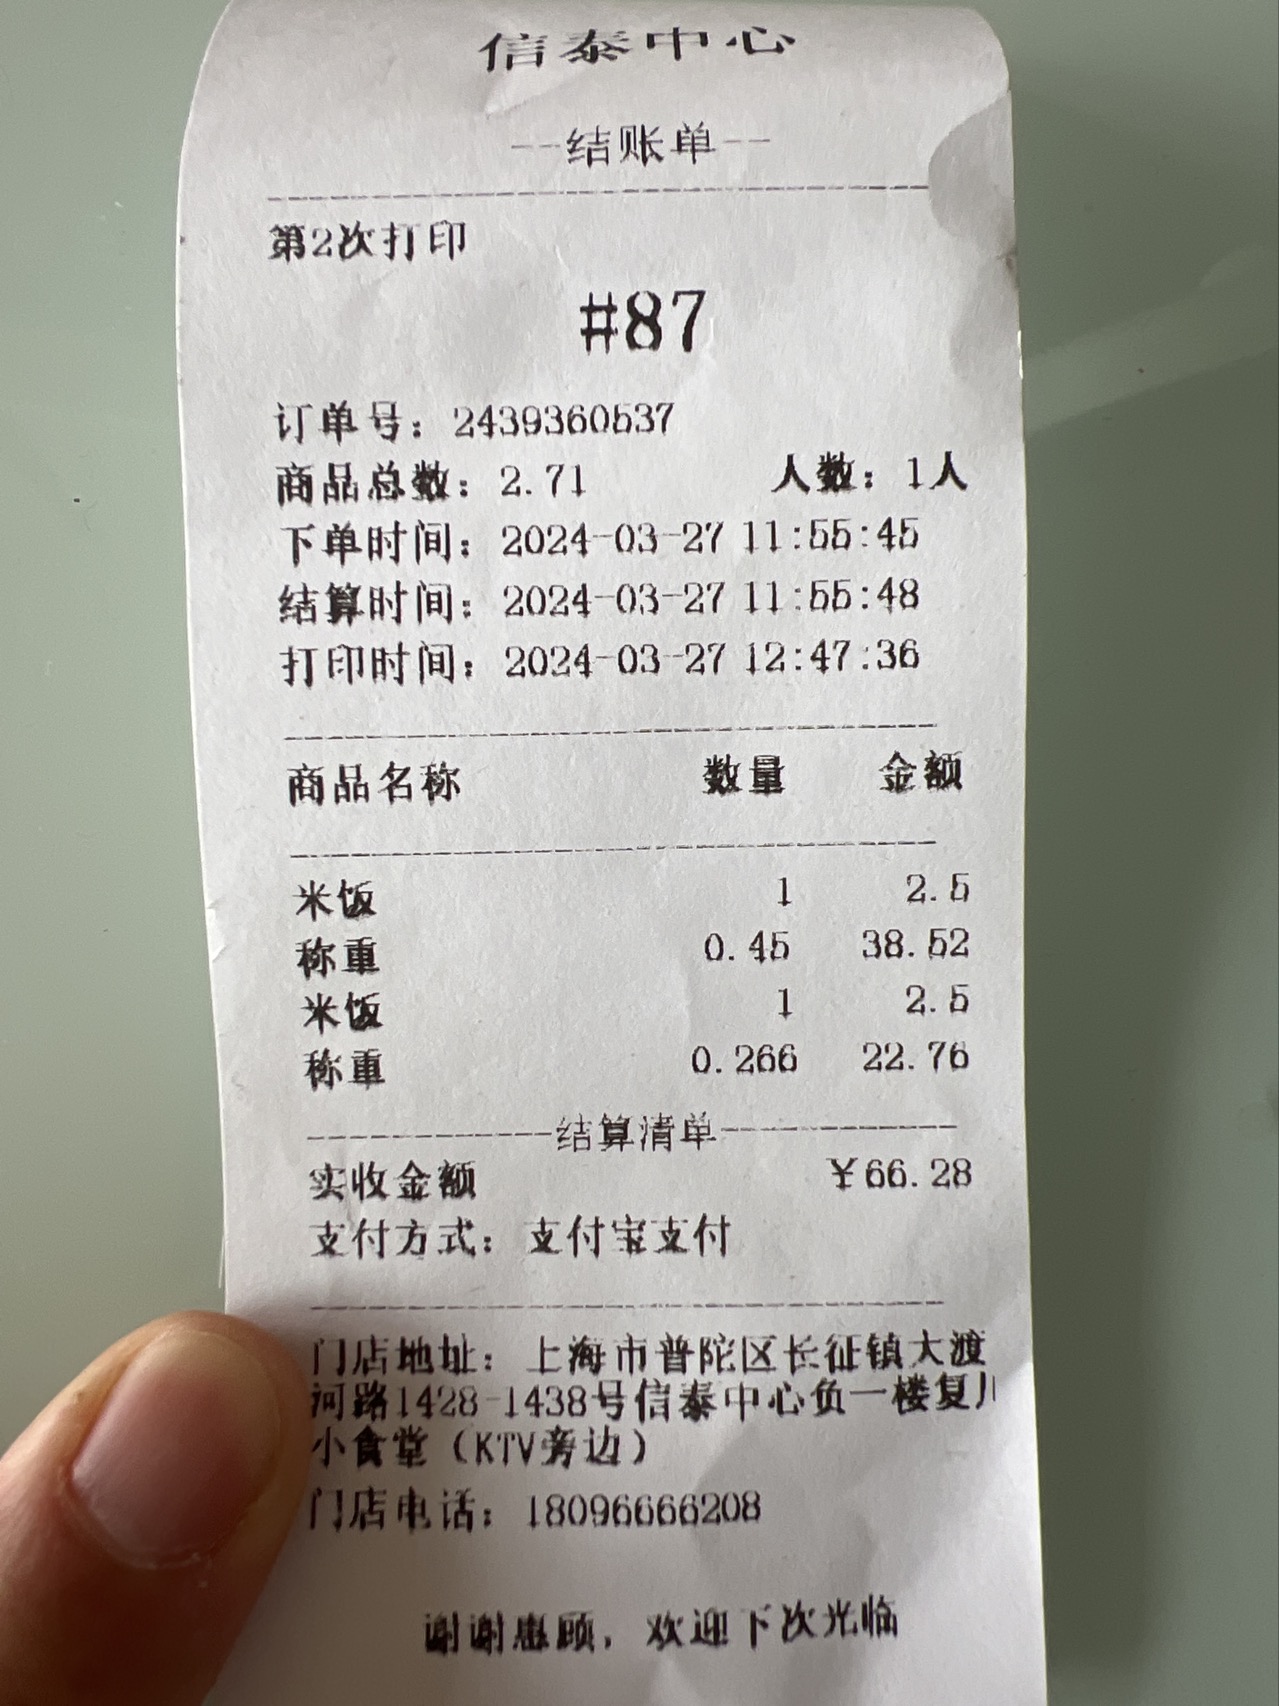 信泰中心
--结账单--
第2次打印
#87
订单号：2439360537
商品总数：2.71 人数：1人
下单时间：2024-03-27 11:55:45
结算时间：2024-03-27 11:55:48
打印时间：2024-03-27 12:47:36
商品名称 数量 金额
米饭 1 2.5
称重 0.45 38.52
米饭 1 2.5
称重 0.266 22.76
结算清单
实收金额 ¥66.28
支付方式：支付宝支付
门店地址：上海市普陀区长征镇大渡
河路1428-1438号信泰中心负一楼复川
小食堂（KTV旁边）
门店电话：18096666208
谢谢惠顾，欢迎下次光临